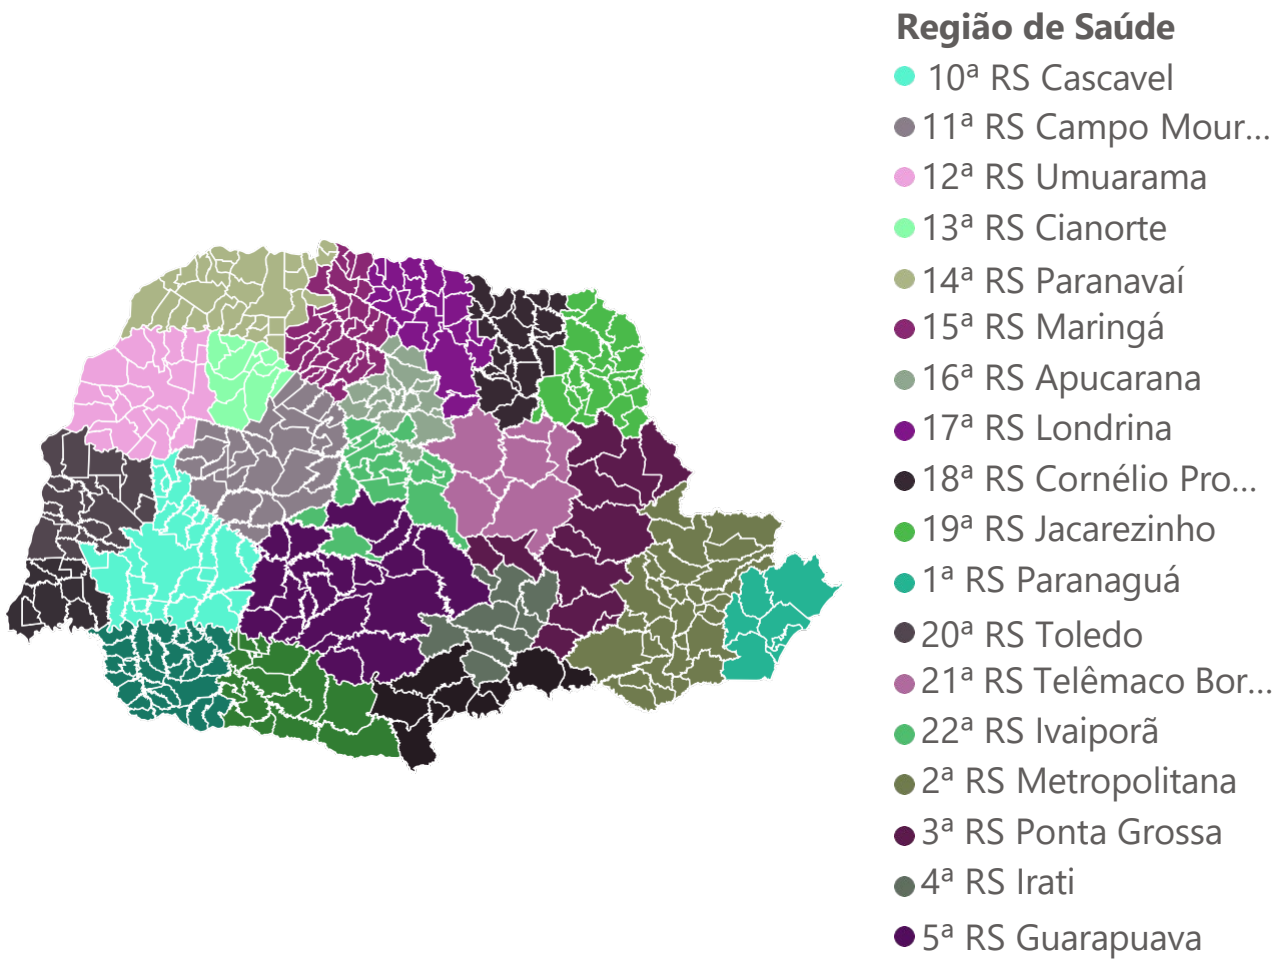 Região de Saúde
10ª RS Cascavel
11ª RS Campo Mour...
12ª RS Umuarama
13ª RS Cianorte
14ª RS Paranavaí
15ª RS Maringá
16ª RS Apucarana
17ª RS Londrina
18ª RS Cornélio Pro...
19ª RS Jacarezinho
1ª RS Paranaguá
20ª RS Toledo
21ª RS Telêmaco Bor...
22ª RS Ivaiporã
2ª RS Metropolitana
3ª RS Ponta Grossa
4ª RS Irati
5ª RS Guarapuava